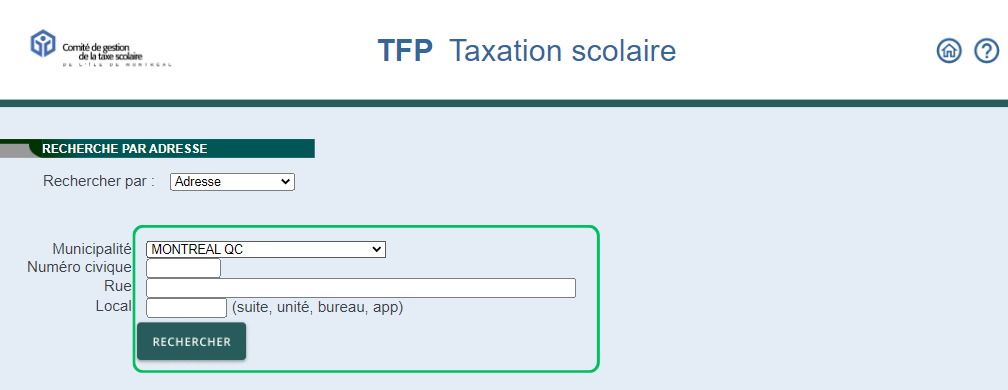 Comité de gestion
de la taxe scolaire
DE L'ÎLE DE MONTRÉAL
TFP Taxation scolaire
RECHERCHE PAR ADRESSE
Rechercher par : Adresse
Municipalité MONTREAL QC
Numéro civique
Rue
Local (suite, unité, bureau, app)
RECHERCHER